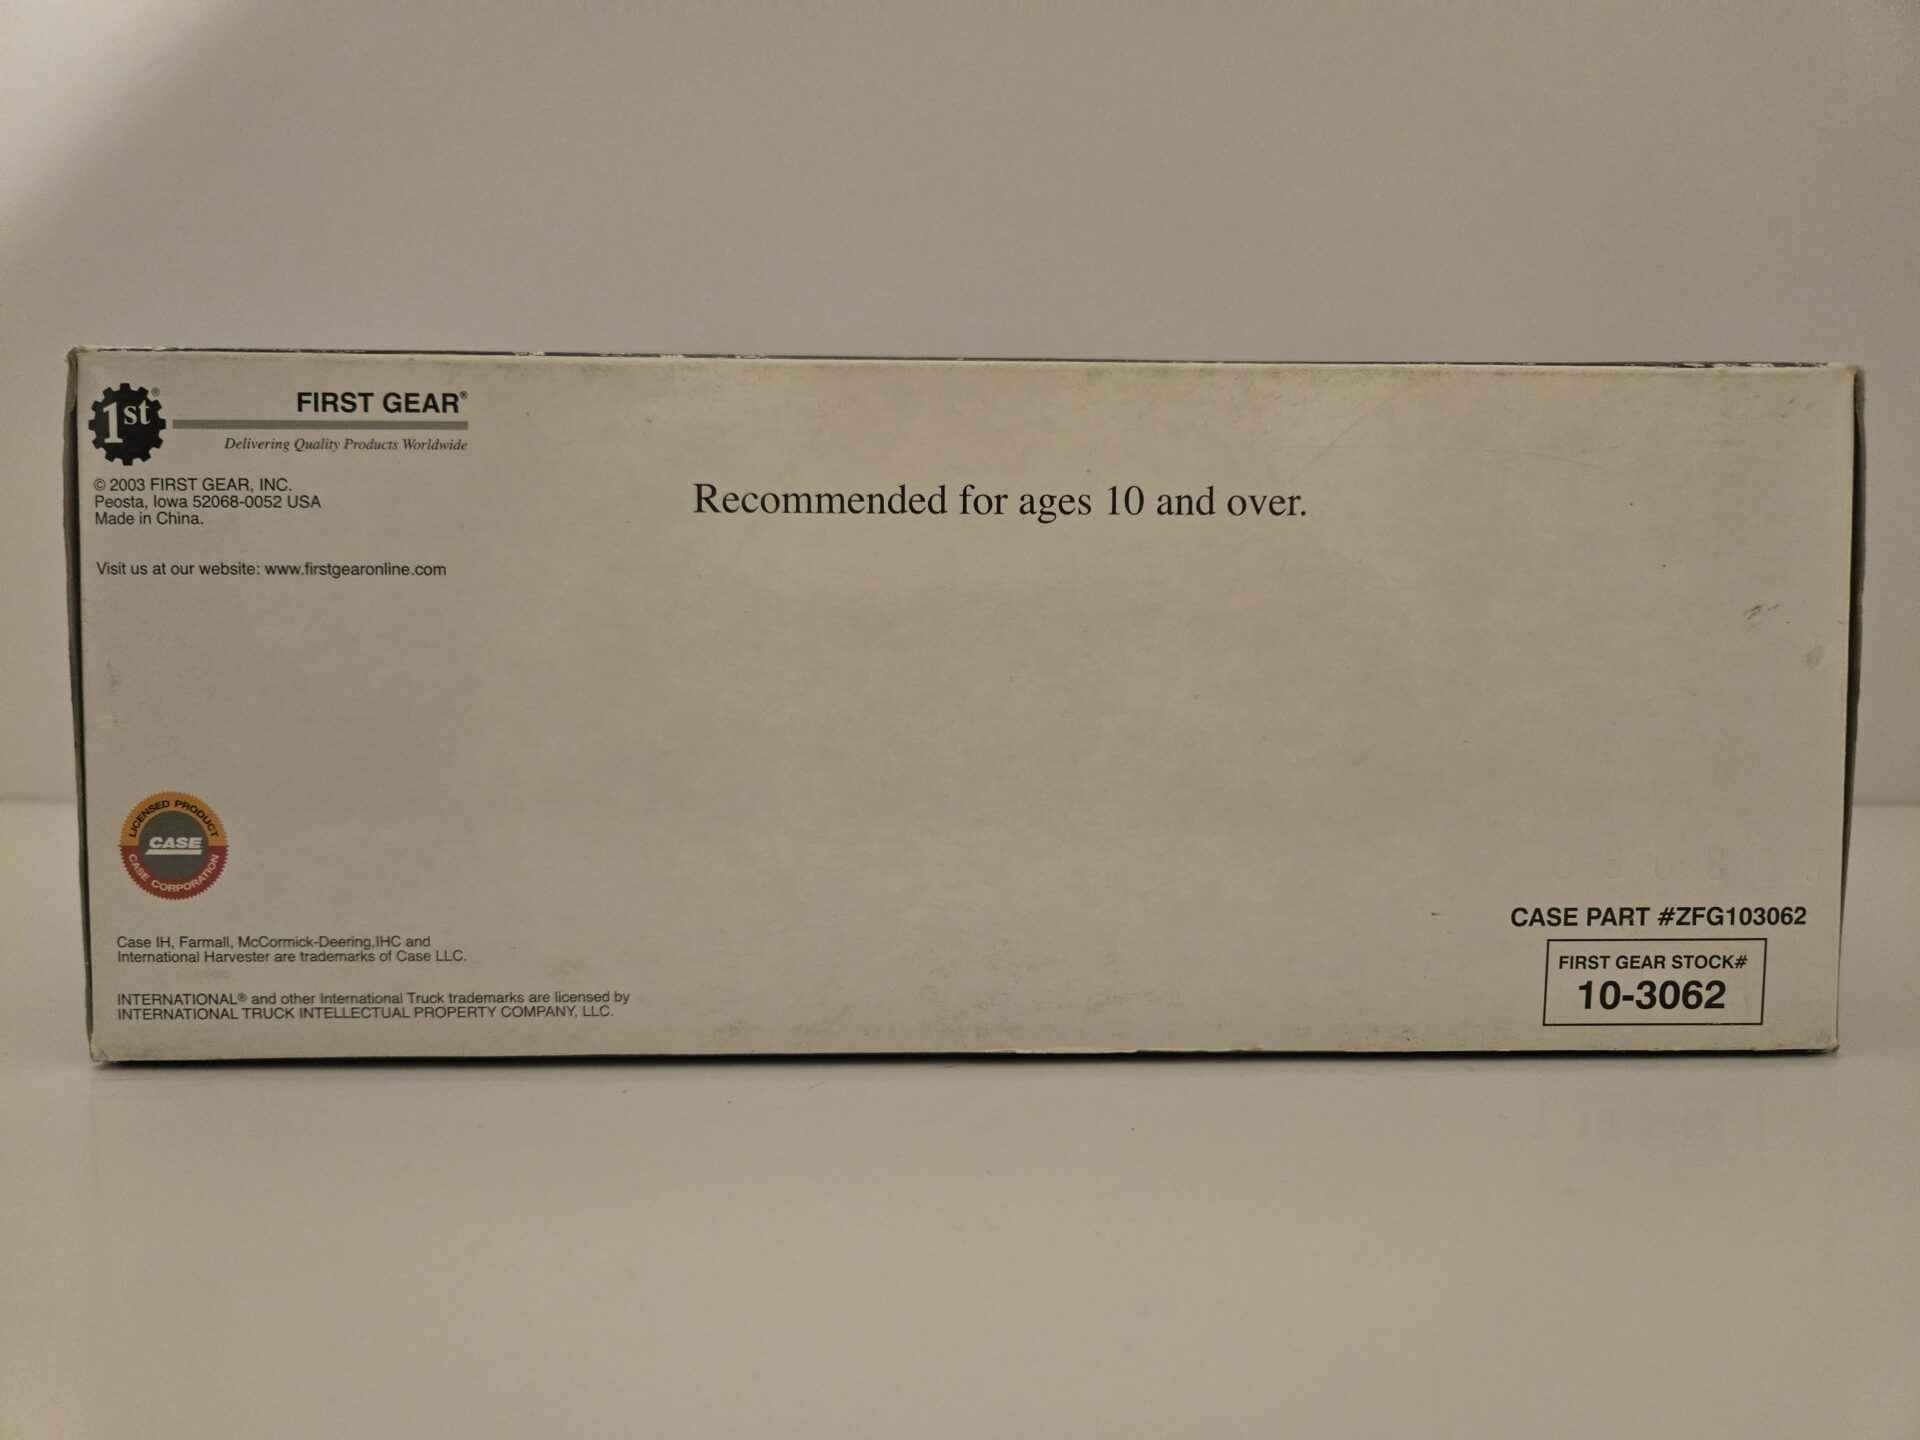 1st®
FIRST GEAR®
Delivering Quality Products Worldwide
© 2003 FIRST GEAR, INC.
Peosta, Iowa 52068-0052 USA
Made in China.
Visit us at our website: www.firstgearonline.com
Recommended for ages 10 and over.
LICENSED PRODUCT
CASE
CASE CORPORATION
Case IH, Farmall, McCormick-Deering,IHC and
International Harvester are trademarks of Case LLC.
INTERNATIONAL® and other International Truck trademarks are licensed by
INTERNATIONAL TRUCK INTELLECTUAL PROPERTY COMPANY, LLC.
CASE PART #ZFG103062
FIRST GEAR STOCK#
10-3062